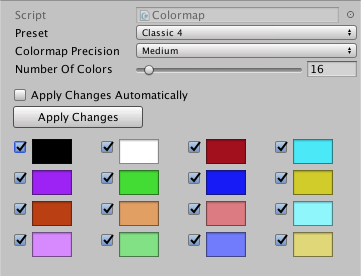 Script Colormap
Preset Classic 4
Colormap Precision Medium
Number Of Colors 16
Apply Changes Automatically
Apply Changes